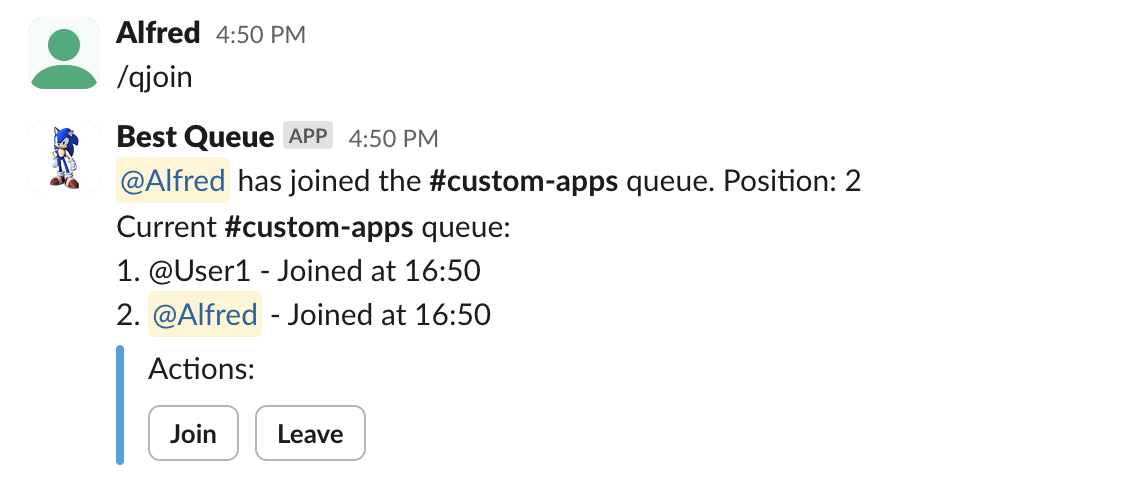 Alfred 4:50 PM
/qjoin
Best Queue APP 4:50 PM
@Alfred has joined the #custom-apps queue. Position: 2
Current #custom-apps queue:
1. @User1 - Joined at 16:50
2. @Alfred - Joined at 16:50
Actions:
Join Leave